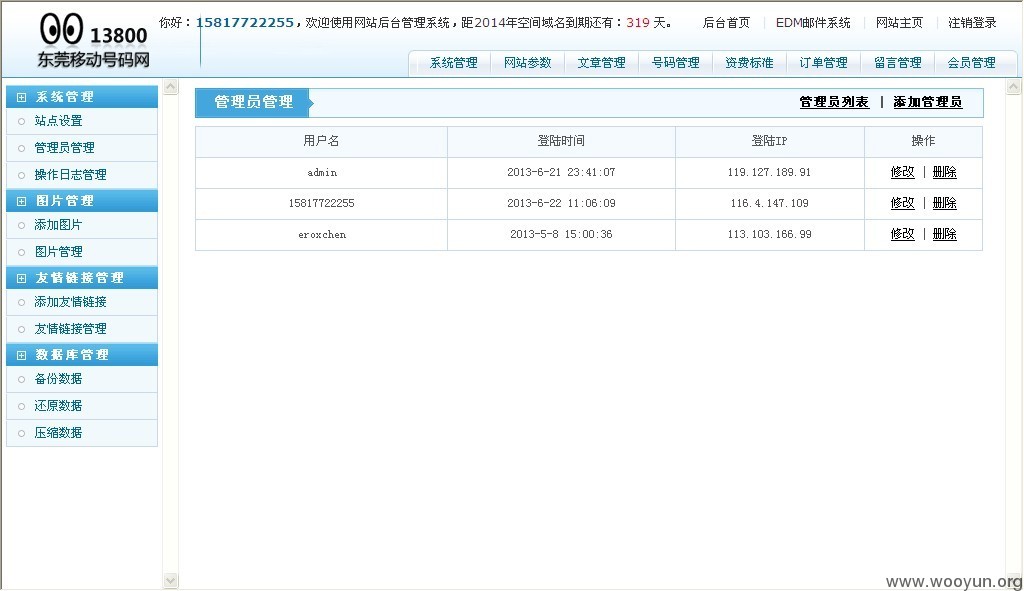 你好：15817722255，欢迎使用网站后台管理系统，距2014年空间域名到期还有：319 天。 后台首页 EDM邮件系统 网站主页 注销登录
13800
东莞移动号码网
系统管理 网站参数 文章管理 号码管理 资费标准 订单管理 留言管理 会员管理
系统管理
站点设置
管理员管理
操作日志管理
图片管理
添加图片
图片管理
友情链接管理
添加友情链接
友情链接管理
数据库管理
备份数据
还原数据
压缩数据
管理员管理 管理员列表 | 添加管理员
用户名 登陆时间 登陆IP 操作
admin 2013-6-21 23:41:07 119.127.189.91 修改 | 删除
15817722255 2013-6-22 11:06:09 116.4.147.109 修改 | 删除
eroxchen 2013-5-8 15:00:36 113.103.166.99 修改 | 删除
www.wooyun.org